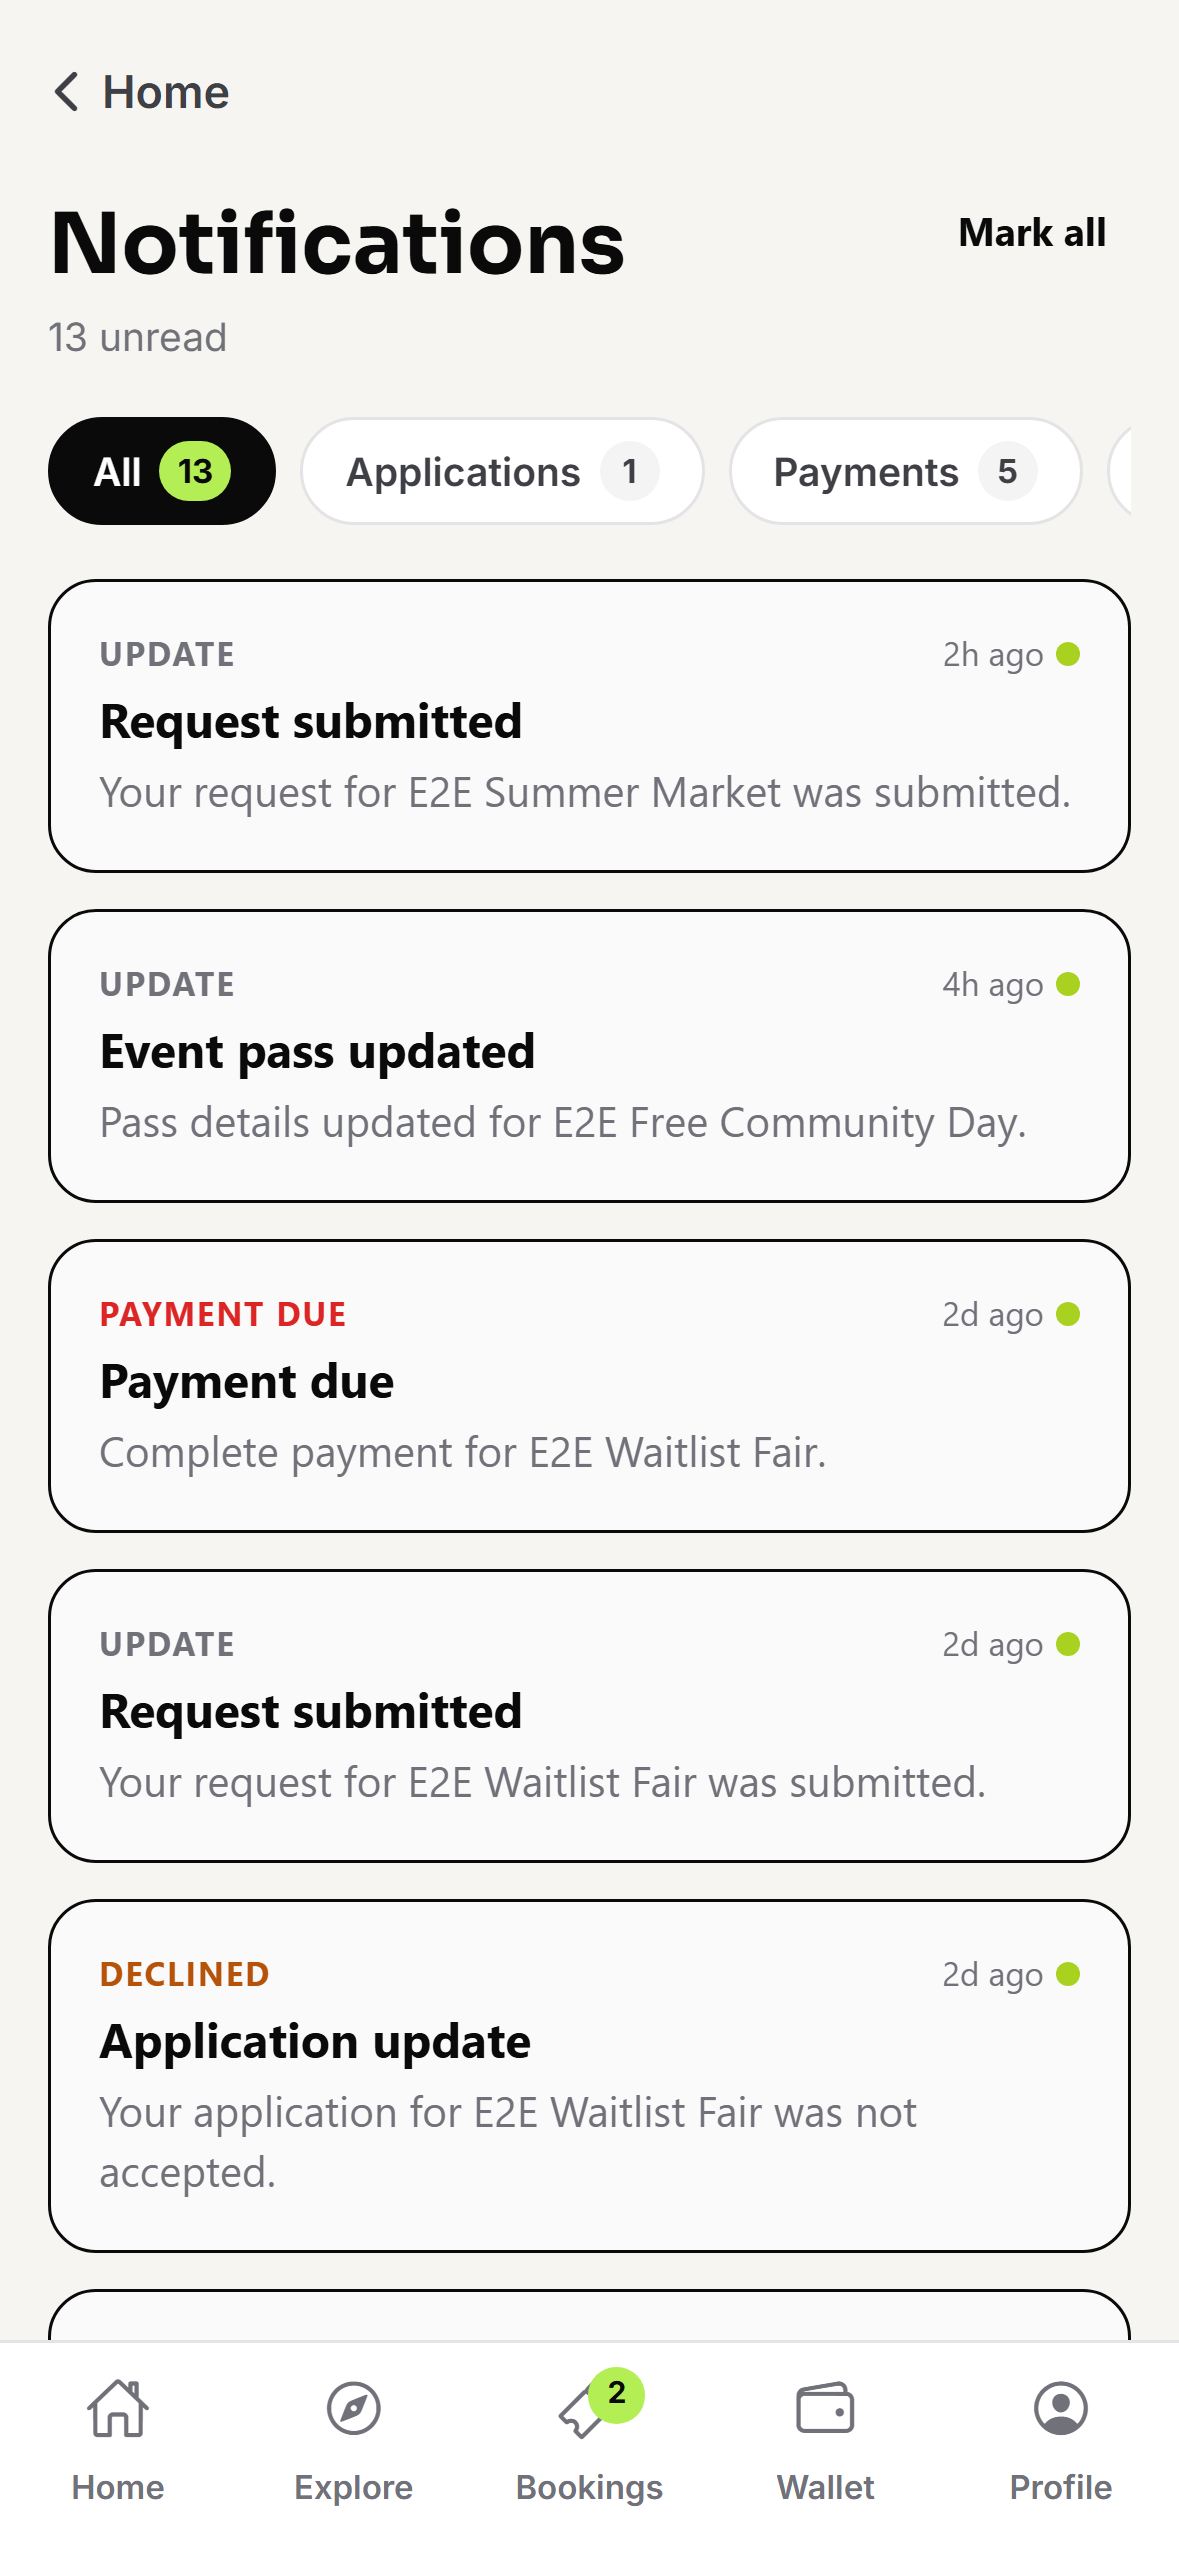 Home
Notifications
Mark all
13 unread
All 13
Applications 1
Payments 5
UPDATE
2h ago
Request submitted
Your request for E2E Summer Market was submitted.
UPDATE
4h ago
Event pass updated
Pass details updated for E2E Free Community Day.
PAYMENT DUE
2d ago
Payment due
Complete payment for E2E Waitlist Fair.
UPDATE
2d ago
Request submitted
Your request for E2E Waitlist Fair was submitted.
DECLINED
2d ago
Application update
Your application for E2E Waitlist Fair was not
accepted.
2
Home
Explore
Bookings
Wallet
Profile